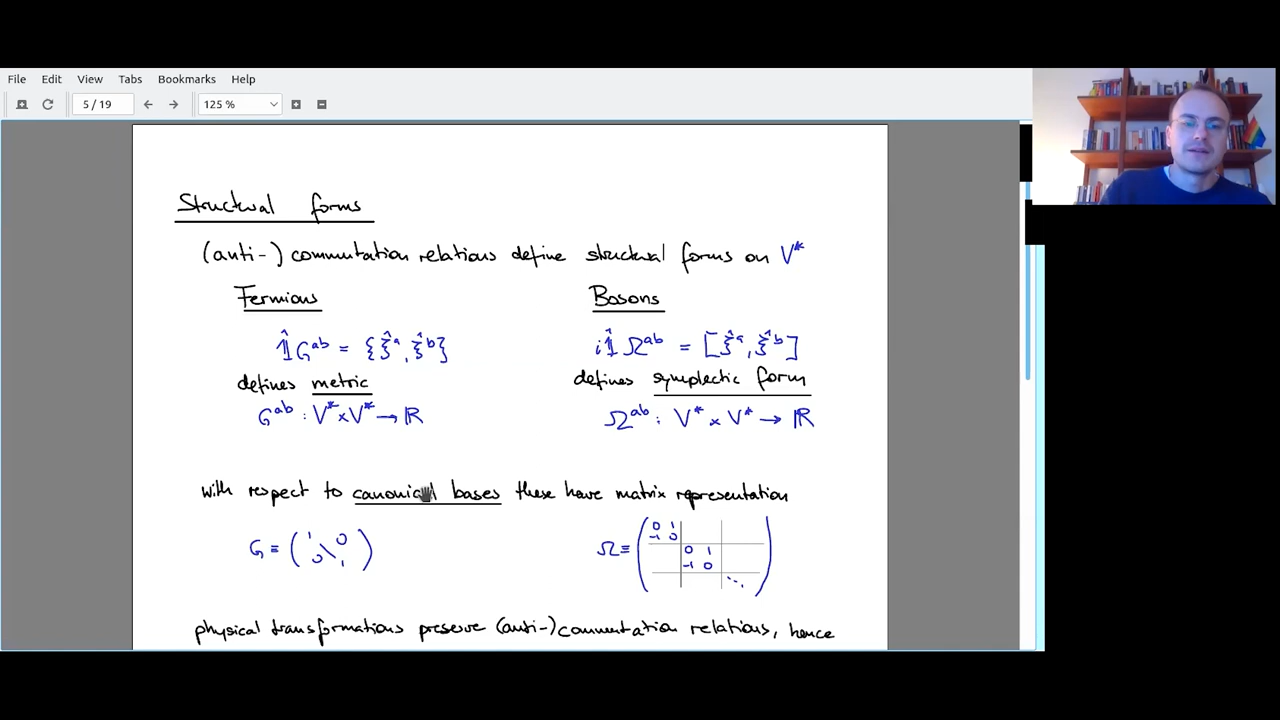 File Edit View Tabs Bookmarks Help
5 / 19 125 %
Structural forms
(anti-) commutation relations define structural forms on V*
Fermions Bosons
𝟙̂ G^{ab} = {ξ̂^a, ξ̂^b} i𝟙̂ Ω^{ab} = [ξ̂^a, ξ̂^b]
defines metric defines symplectic form
G^{ab} : V* × V* → ℝ Ω^{ab} : V* × V* → ℝ
with respect to canonical bases these have matrix representation
G ≡ ( 1 0 \ 0 1 ) Ω ≡ ( 0 1 -1 0 0 1 -1 0 ⋱ )
physical transformations preserve (anti-)commutation relations, hence